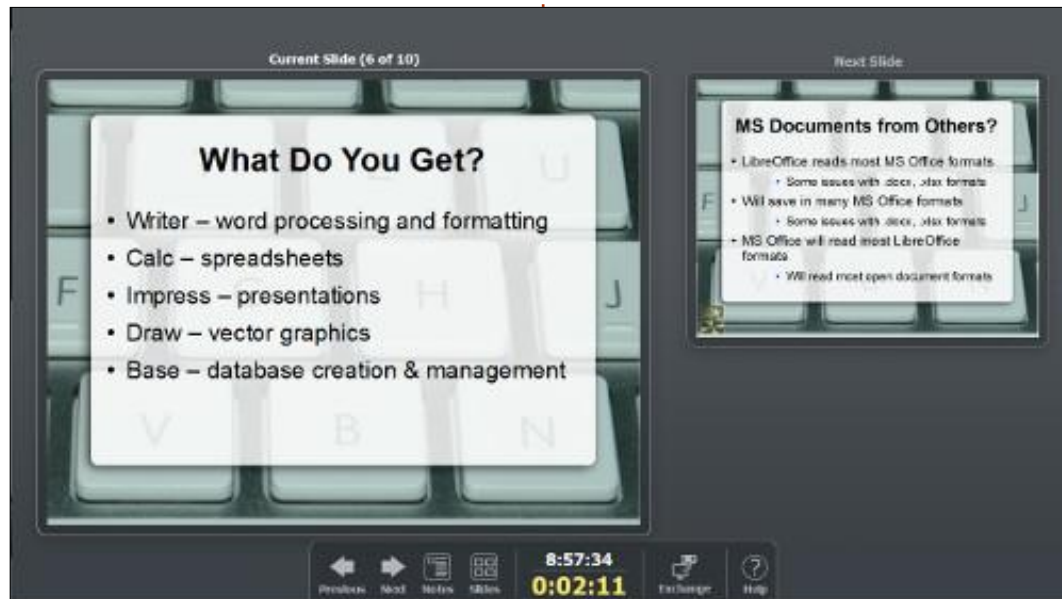 Current Slide (6 of 10)
What Do You Get?
• Writer – word processing and formatting
• Calc – spreadsheets
• Impress – presentations
• Draw – vector graphics
• Base – database creation & management
U
F
H
J
V
B
N
Next Slide
MS Documents from Others?
• LibreOffice reads most MS Office formats
• Some issues with .docx, .xlsx formats
• Will save in many MS Office formats
• Some issues with .docx, .xlsx formats
• MS Office will read most LibreOffice
formats
• Will read most open document formats
F
J
Previous Next Notes Slides
8:57:34
0:02:11
Exchange
Help